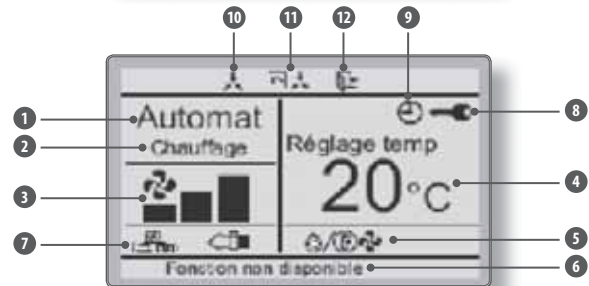 10 11 12 9
1 Automat
8
2 Chauffage
Réglage temp
3
20°C 4
7
5
Fonction non disponible 6